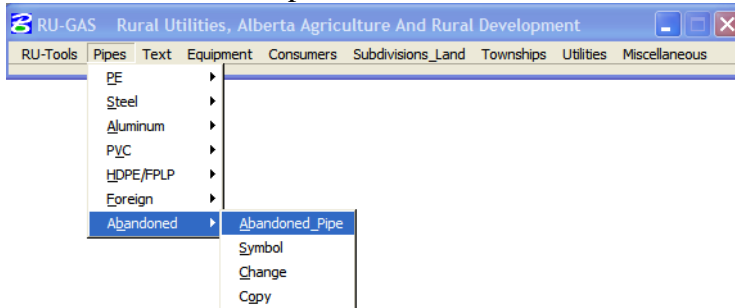 RU-GAS Rural Utilities, Alberta Agriculture And Rural Development
RU-Tools Pipes Text Equipment Consumers Subdivisions_Land Townships Utilities Miscellaneous
PE
Steel
Aluminum
PVC
HDPE/FPLP
Foreign
Abandoned Abandoned_Pipe
Symbol
Change
Copy